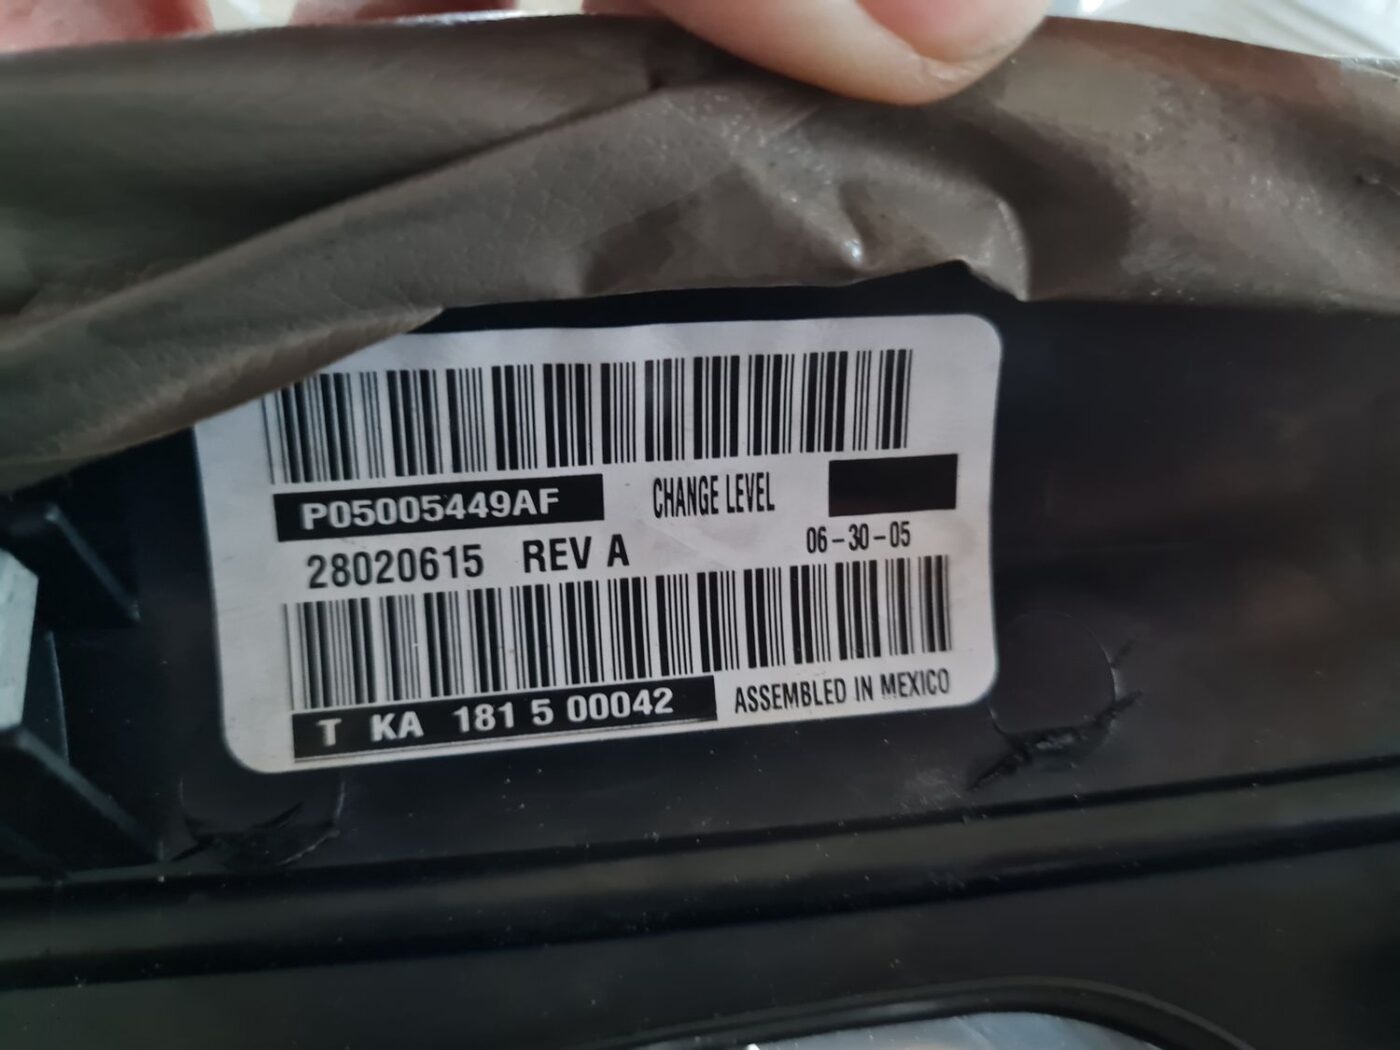 P05005449AF CHANGE LEVEL
28020615 REV A 06-30-05
T KA 181 5 00042 ASSEMBLED IN MEXICO